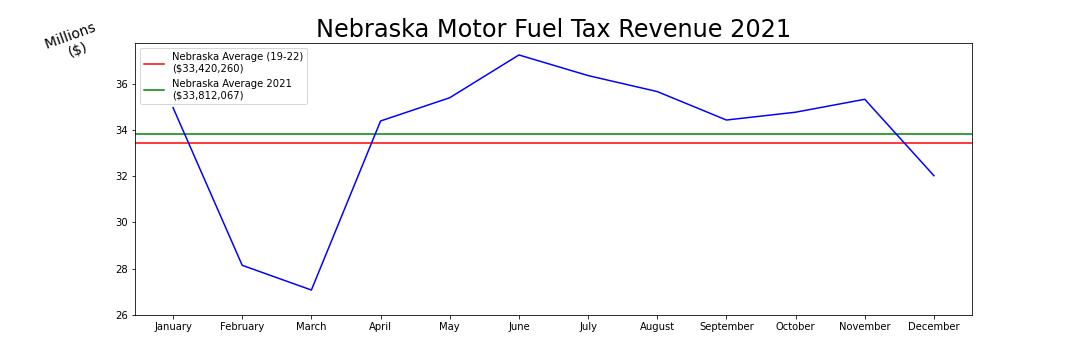 Nebraska Motor Fuel Tax Revenue 2021
Millions
($)
Nebraska Average (19-22)
($33,420,260)
Nebraska Average 2021
($33,812,067)
36
34
32
30
28
26
January February March April May June July August September October November December